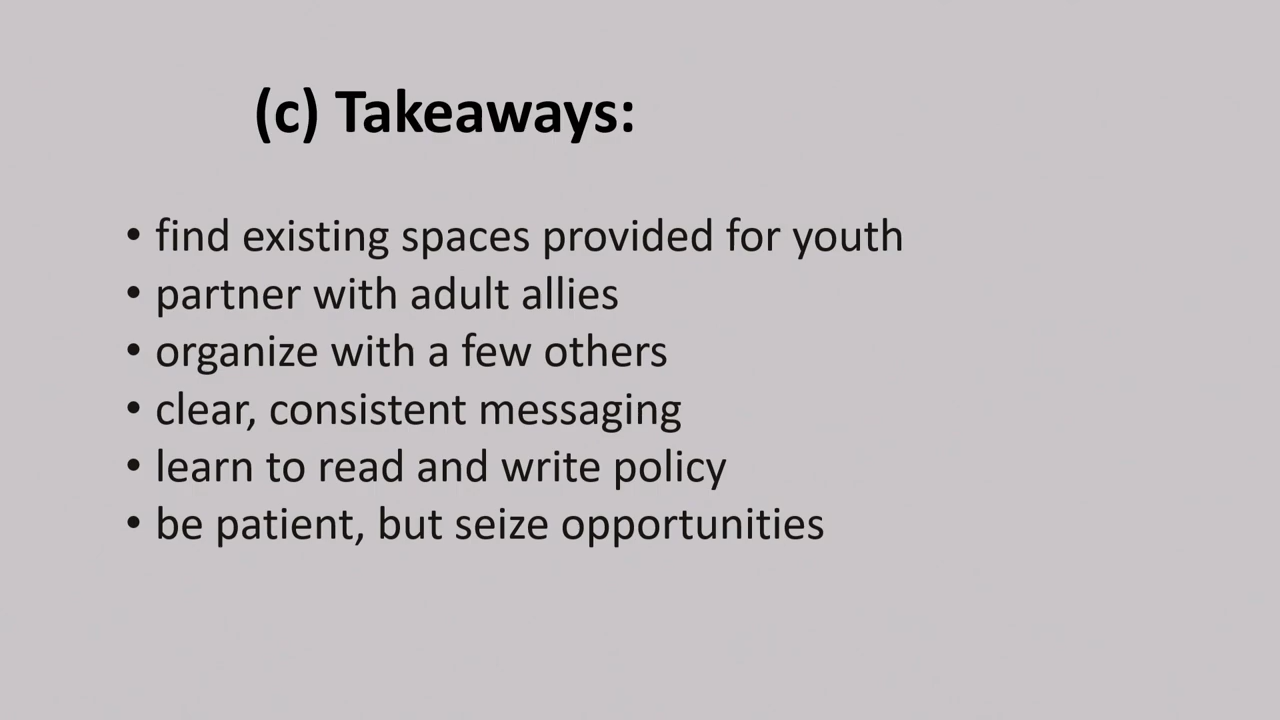 (c) Takeaways:
• find existing spaces provided for youth
• partner with adult allies
• organize with a few others
• clear, consistent messaging
• learn to read and write policy
• be patient, but seize opportunities